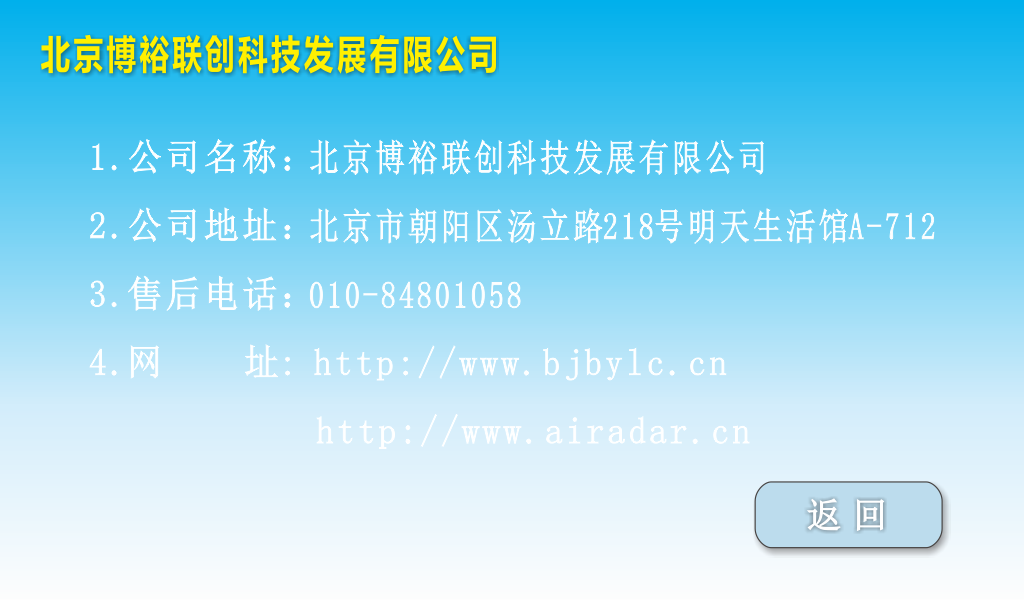 北京博裕联创科技发展有限公司
1.公司名称：北京博裕联创科技发展有限公司
2.公司地址：北京市朝阳区汤立路218号明天生活馆A-712
3.售后电话：010-84801058
4.网　　址: http://www.bjbylc.cn
http://www.airadar.cn
返 回